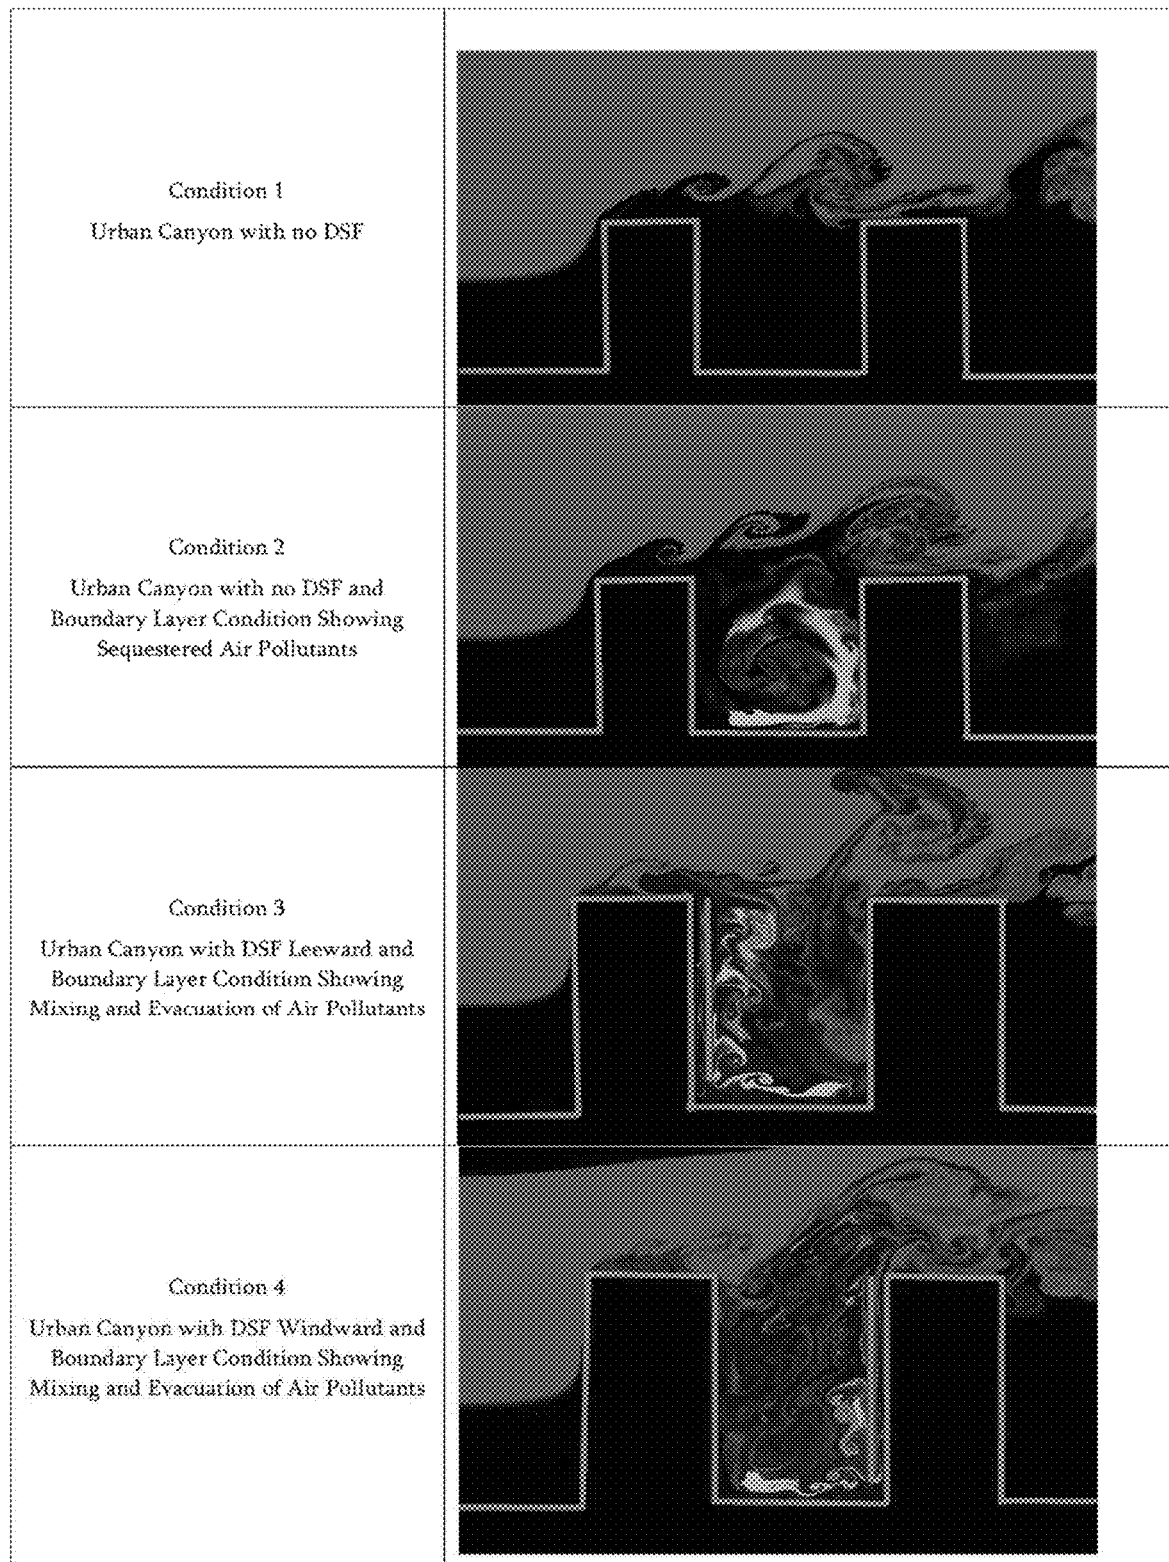 Condition 1
Urban Canyon with no DSF
Condition 2
Urban Canyon with no DSF and
Boundary Layer Condition Showing
Sequestered Air Pollutants
Condition 3
Urban Canyon with DSF Leeward and
Boundary Layer Condition Showing
Mixing and Evacuation of Air Pollutants
Condition 4
Urban Canyon with DSF Windward and
Boundary Layer Condition Showing
Mixing and Evacuation of Air Pollutants